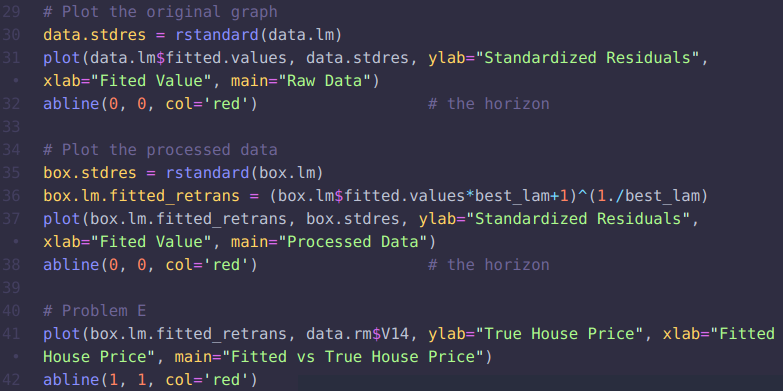 29 # Plot the original graph
30 data.stdres = rstandard(data.lm)
31 plot(data.lm$fitted.values, data.stdres, ylab="Standardized Residuals",
• xlab="Fited Value", main="Raw Data")
32 abline(0, 0, col='red') # the horizon
33
34 # Plot the processed data
35 box.stdres = rstandard(box.lm)
36 box.lm.fitted_retrans = (box.lm$fitted.values*best_lam+1)^(1./best_lam)
37 plot(box.lm.fitted_retrans, box.stdres, ylab="Standardized Residuals",
• xlab="Fited Value", main="Processed Data")
38 abline(0, 0, col='red') # the horizon
39
40 # Problem E
41 plot(box.lm.fitted_retrans, data.rm$V14, ylab="True House Price", xlab="Fitted
• House Price", main="Fitted vs True House Price")
42 abline(1, 1, col='red')